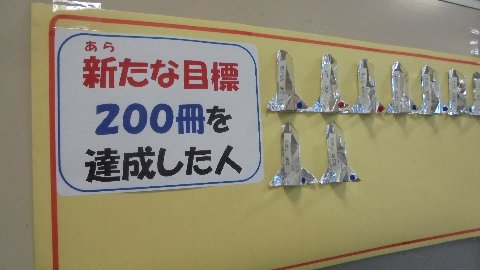 あら
新たな目標
200冊を
達成した人